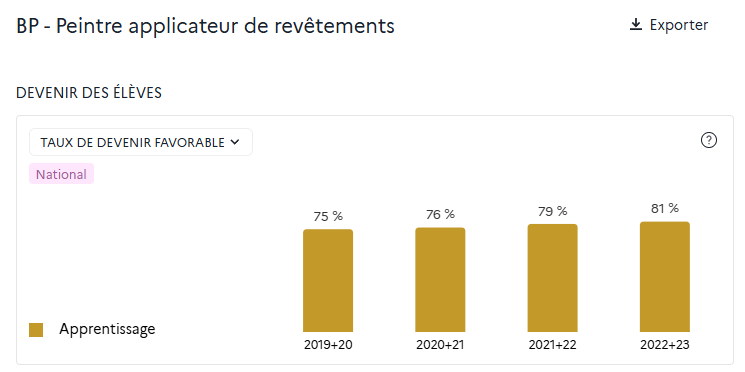 BP - Peintre applicateur de revêtements
Exporter
DEVENIR DES ÉLÈVES
TAUX DE DEVENIR FAVORABLE
?
National
75 % 76 % 79 % 81 %
Apprentissage
2019+20 2020+21 2021+22 2022+23